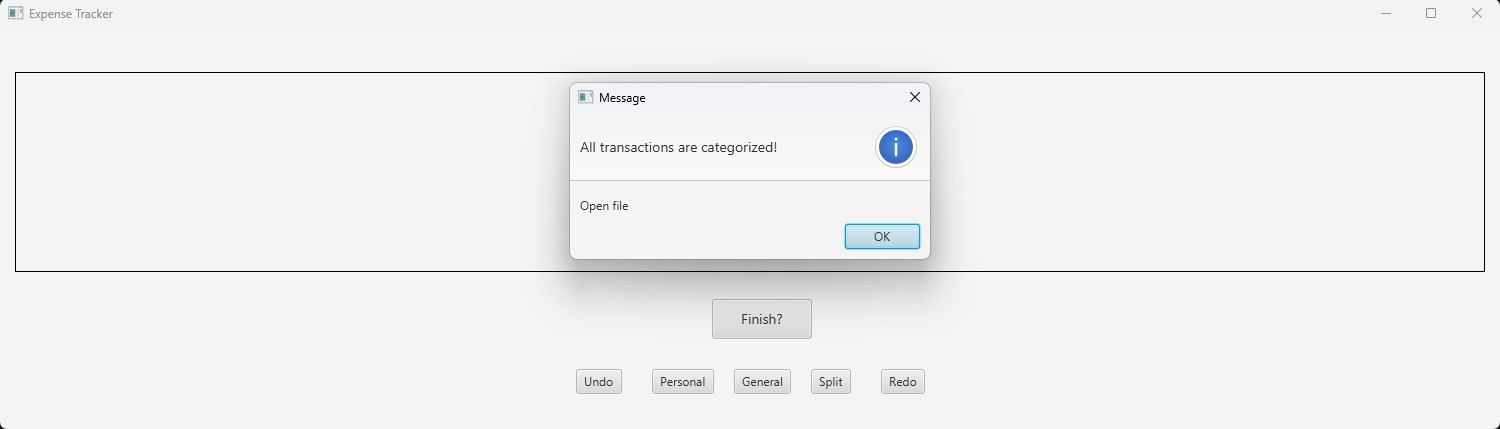 Expense Tracker
Message
All transactions are categorized!
Open file
OK
Finish?
Undo Personal General Split Redo